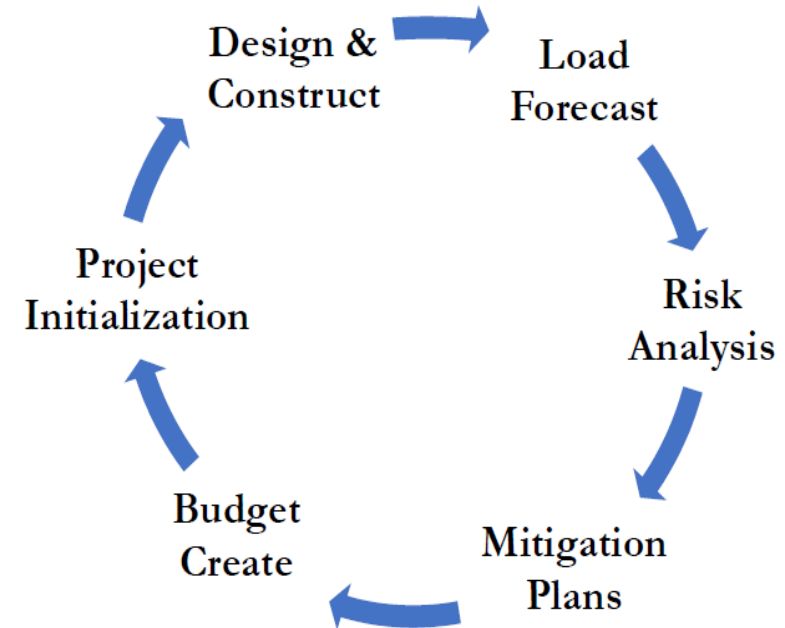 Design &
Construct
Load
Forecast
Risk
Analysis
Mitigation
Plans
Budget
Create
Project
Initialization